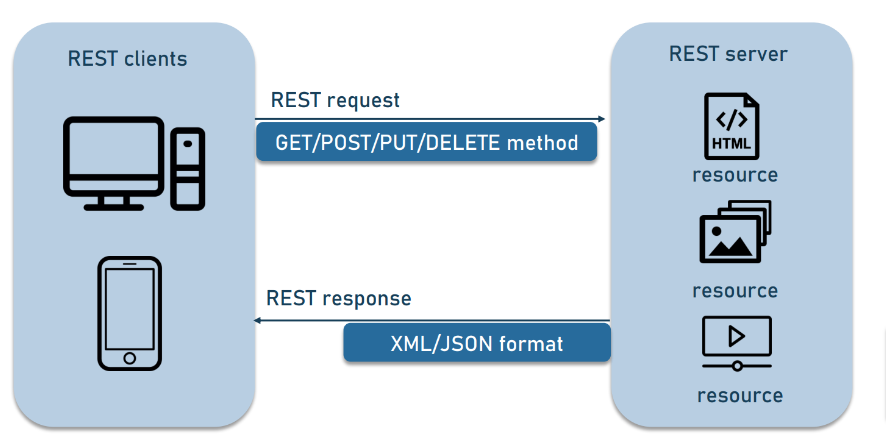 REST clients
REST server
REST request
GET/POST/PUT/DELETE method
</>
HTML
resource
resource
REST response
XML/JSON format
resource